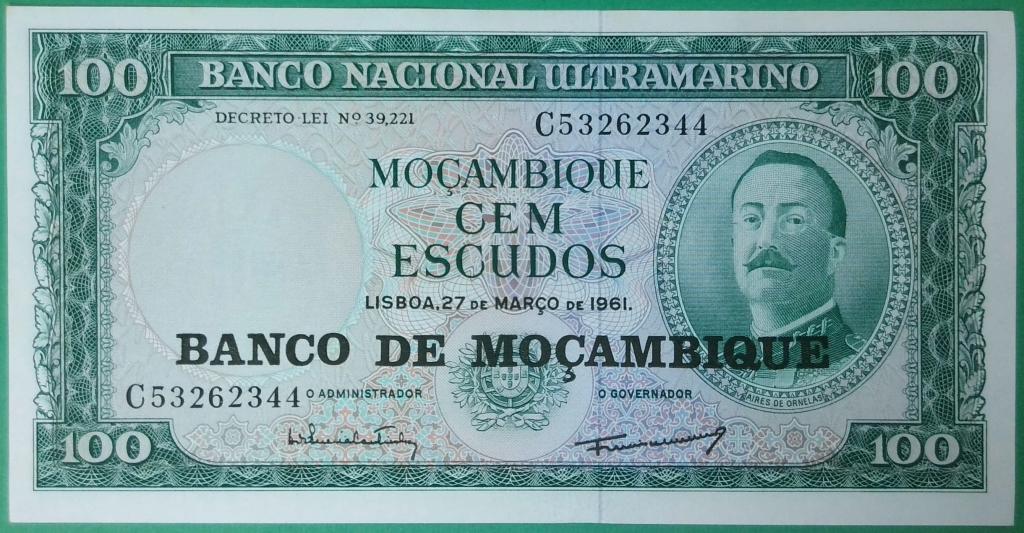 100 BANCO NACIONAL ULTRAMARINO 100
DECRETO-LEI Nº 39,221
C53262344
MOÇAMBIQUE
CEM
ESCUDOS
LISBOA, 27 DE MARÇO DE 1961.
BANCO DE MOÇAMBIQUE
C53262344 O ADMINISTRADOR O GOVERNADOR
AIRES DE ORNELAS
100 100